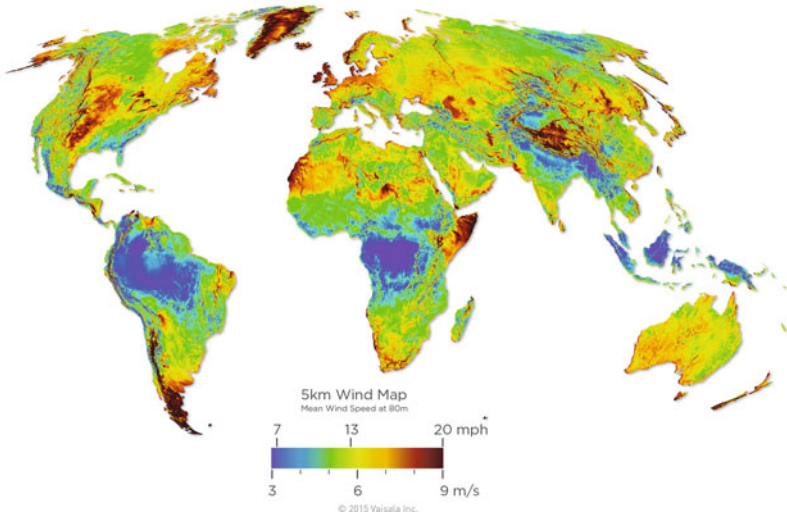 5km Wind Map
Mean Wind Speed at 80m
7 13 20 mph
3 6 9 m/s
© 2015 Vaisala Inc.